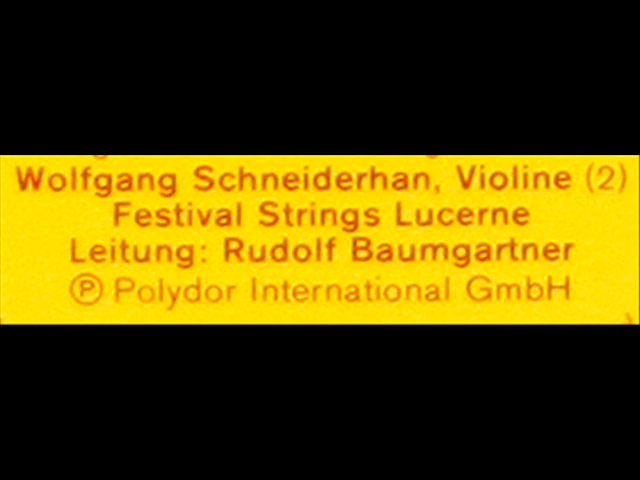 Wolfgang Schneiderhan, Violine (2)
Festival Strings Lucerne
Leitung: Rudolf Baumgartner
℗ Polydor International GmbH